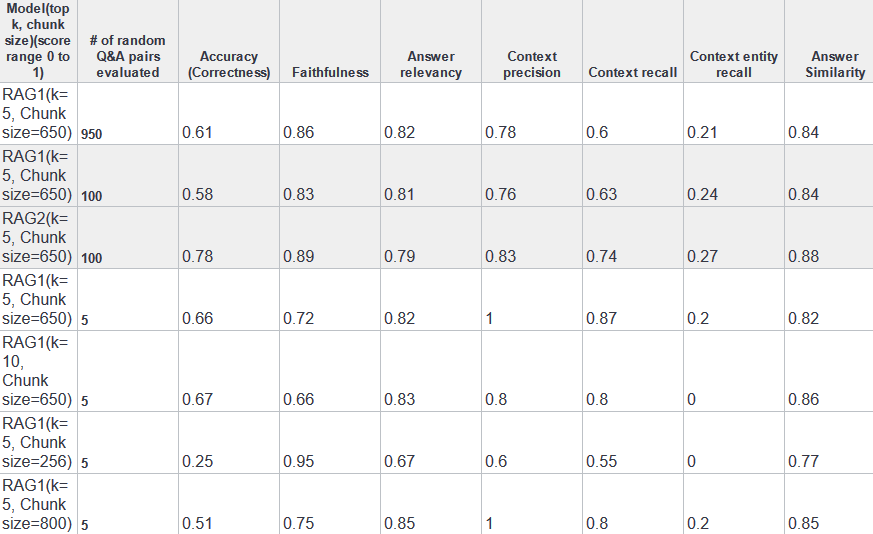 Model(top
k, chunk
size)(score
range 0 to
1)
# of random
Q&A pairs
evaluated
Accuracy
(Correctness)
Faithfulness
Answer
relevancy
Context
precision
Context recall
Context entity
recall
Answer
Similarity
RAG1(k=
5, Chunk
size=650) 950 0.61 0.86 0.82 0.78 0.6 0.21 0.84
RAG1(k=
5, Chunk
size=650) 100 0.58 0.83 0.81 0.76 0.63 0.24 0.84
RAG2(k=
5, Chunk
size=650) 100 0.78 0.89 0.79 0.83 0.74 0.27 0.88
RAG1(k=
5, Chunk
size=650) 5 0.66 0.72 0.82 1 0.87 0.2 0.82
RAG1(k=
10,
Chunk
size=650) 5 0.67 0.66 0.83 0.8 0.8 0 0.86
RAG1(k=
5, Chunk
size=256) 5 0.25 0.95 0.67 0.6 0.55 0 0.77
RAG1(k=
5, Chunk
size=800) 5 0.51 0.75 0.85 1 0.8 0.2 0.85